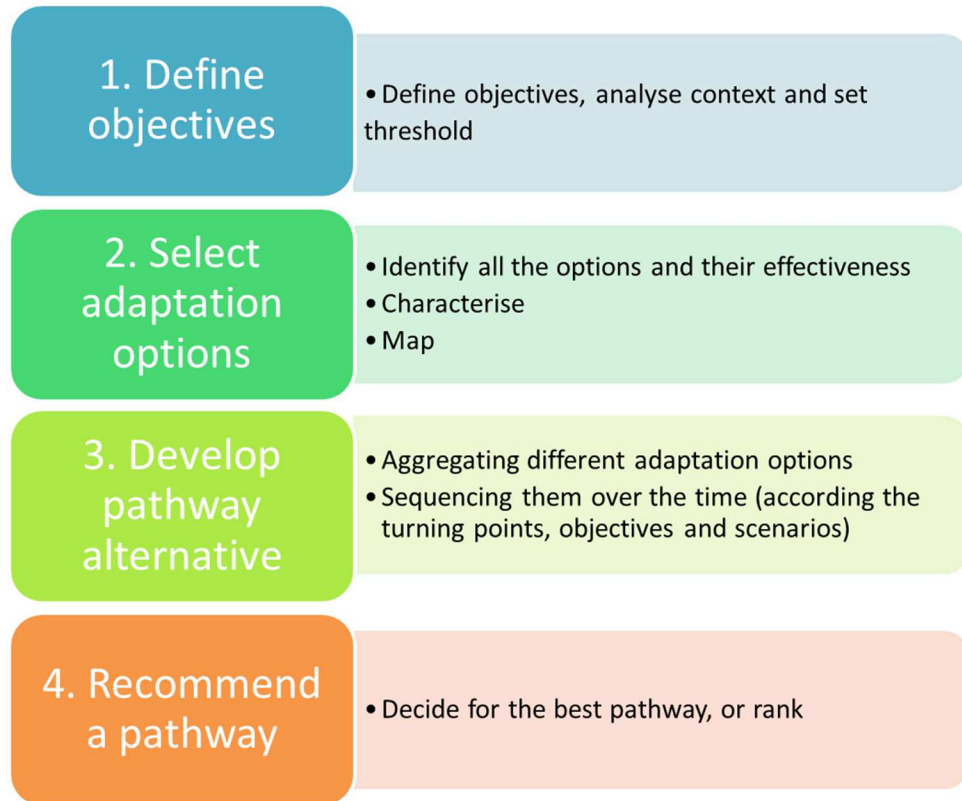 1. Define
objectives
• Define objectives, analyse context and set
threshold
2. Select
adaptation
options
• Identify all the options and their effectiveness
• Characterise
• Map
3. Develop
pathway
alternative
• Aggregating different adaptation options
• Sequencing them over the time (according the
turning points, objectives and scenarios)
4. Recommend
a pathway
• Decide for the best pathway, or rank